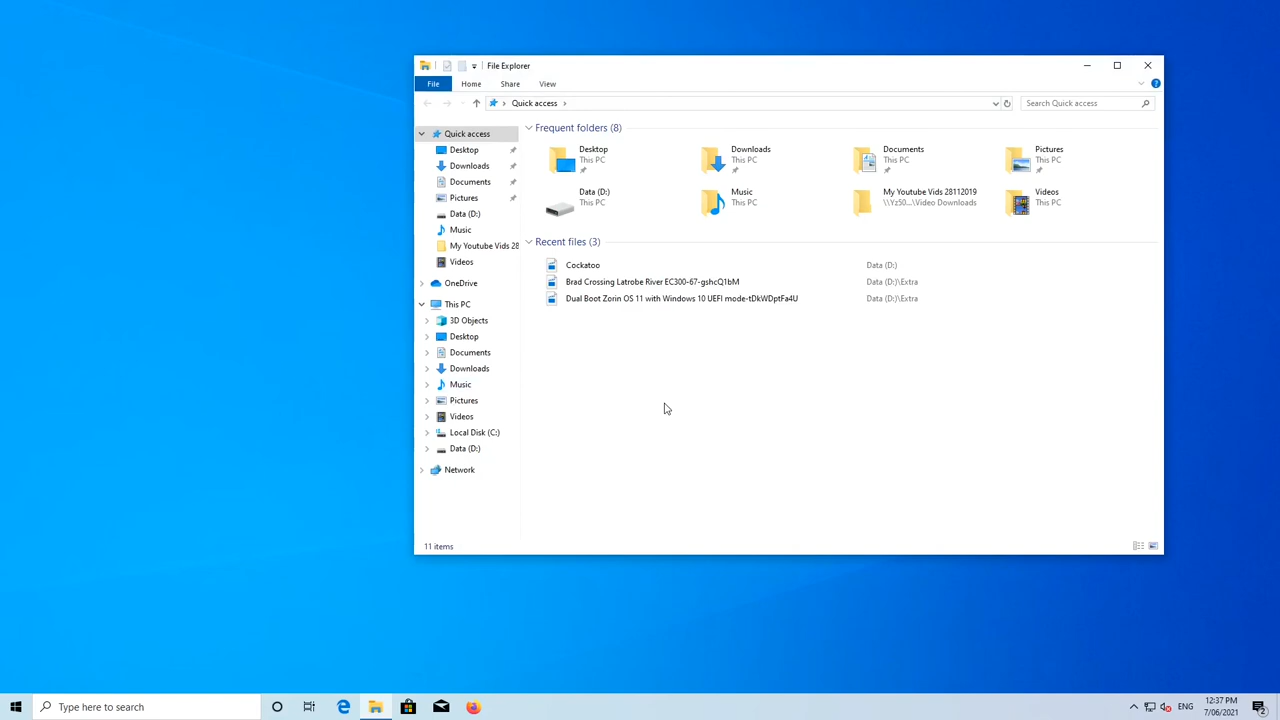 File Explorer
File Home Share View
Quick access
Search Quick access
Quick access
Desktop
Downloads
Documents
Pictures
Data (D:)
Music
My Youtube Vids 28
Videos
OneDrive
This PC
3D Objects
Desktop
Documents
Downloads
Music
Pictures
Videos
Local Disk (C:)
Data (D:)
Network
Frequent folders (8)
Desktop
This PC
Downloads
This PC
Documents
This PC
Pictures
This PC
Data (D:)
This PC
Music
This PC
My Youtube Vids 28112019
\\Yz50...\Video Downloads
Videos
This PC
Recent files (3)
Cockatoo Data (D:)
Brad Crossing Latrobe River EC300-67-gshcQ1bM Data (D:)\Extra
Dual Boot Zorin OS 11 with Windows 10 UEFI mode-tDkWDptFa4U Data (D:)\Extra
11 items
Type here to search
ENG
12:37 PM
7/06/2021
2